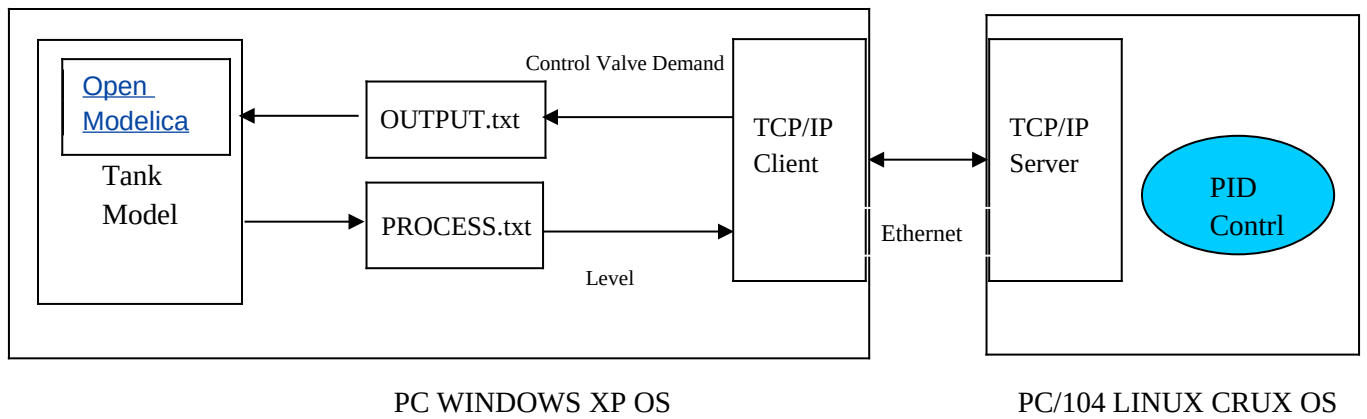 Open
Modelica
Tank
Model
OUTPUT.txt
PROCESS.txt
Control Valve Demand
Level
TCP/IP
Client
Ethernet
TCP/IP
Server
PID
Contrl
PC WINDOWS XP OS
PC/104 LINUX CRUX OS